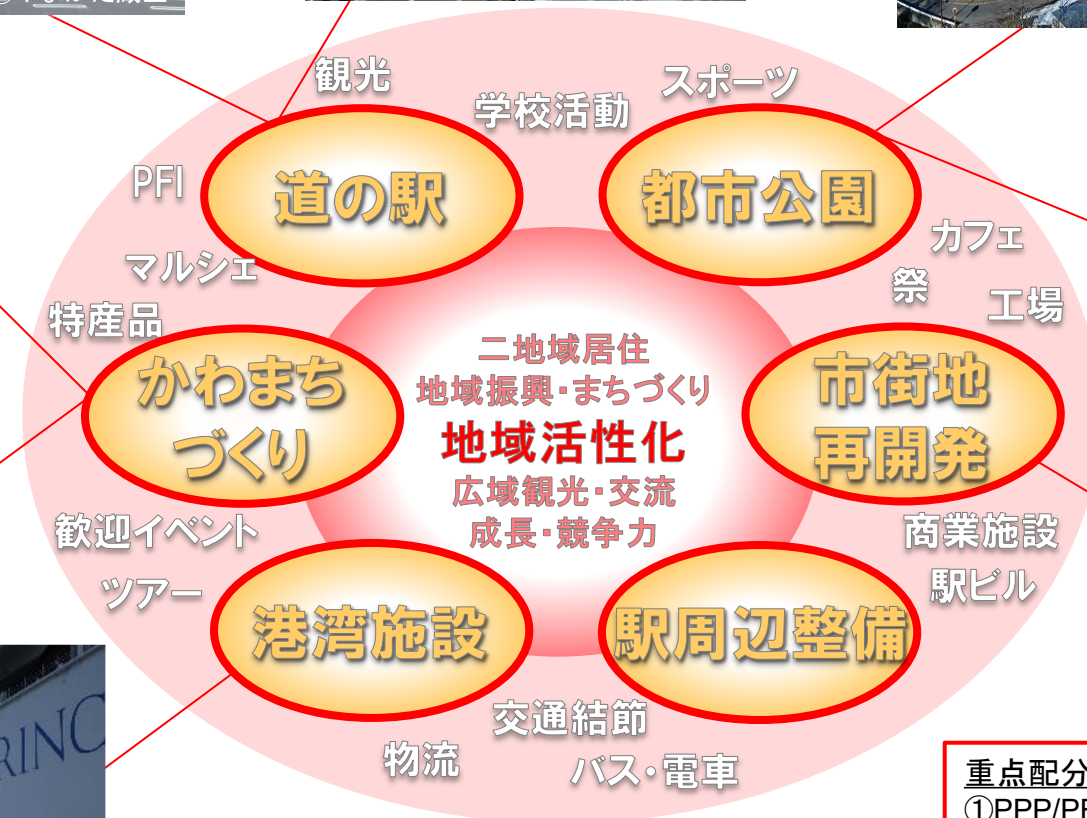 観光
学校活動
スポーツ
PFI
道の駅
都市公園
マルシェ
カフェ
祭
工場
特産品
かわまち
づくり
二地域居住
地域振興・まちづくり
地域活性化
広域観光・交流
成長・競争力
市街地
再開発
歓迎イベント
ツアー
商業施設
駅ビル
港湾施設
駅周辺整備
交通結節
物流
バス・電車
重点配分
①PPP/PF